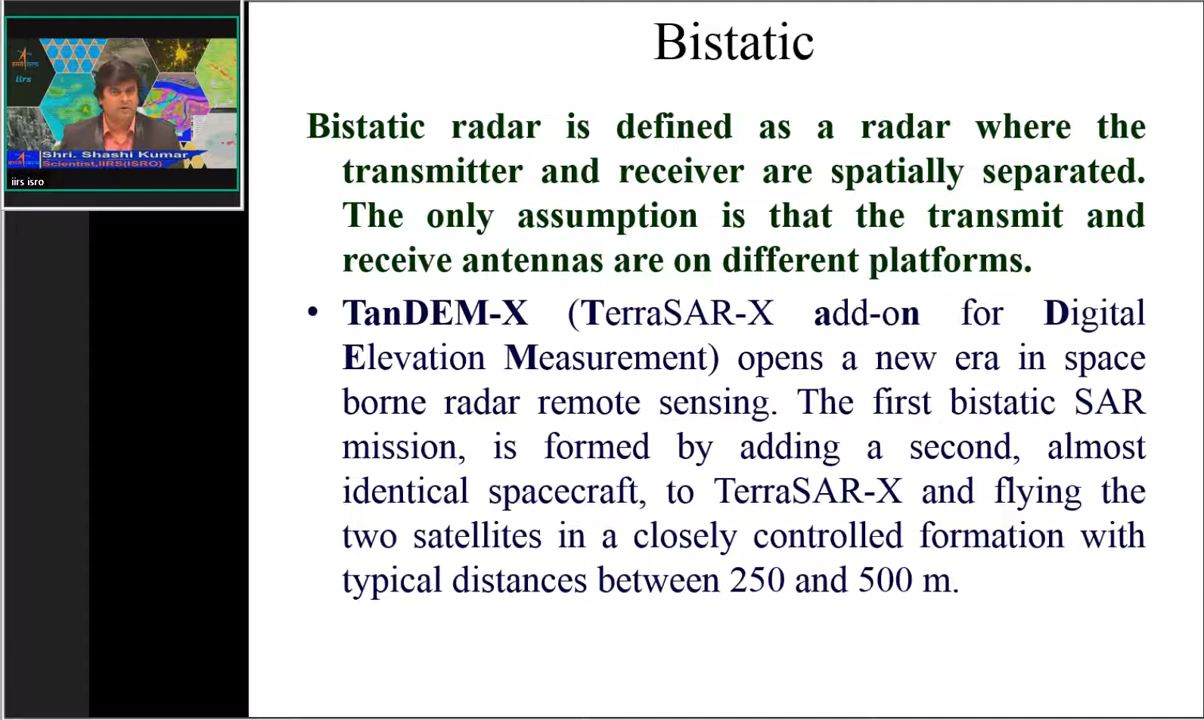 iirs
Shri. Shashi Kumar
Scientist,IIRS(ISRO)
iirs isro
Bistatic
Bistatic radar is defined as a radar where the
transmitter and receiver are spatially separated.
The only assumption is that the transmit and
receive antennas are on different platforms.
• TanDEM-X (TerraSAR-X add-on for Digital
Elevation Measurement) opens a new era in space
borne radar remote sensing. The first bistatic SAR
mission, is formed by adding a second, almost
identical spacecraft, to TerraSAR-X and flying the
two satellites in a closely controlled formation with
typical distances between 250 and 500 m.